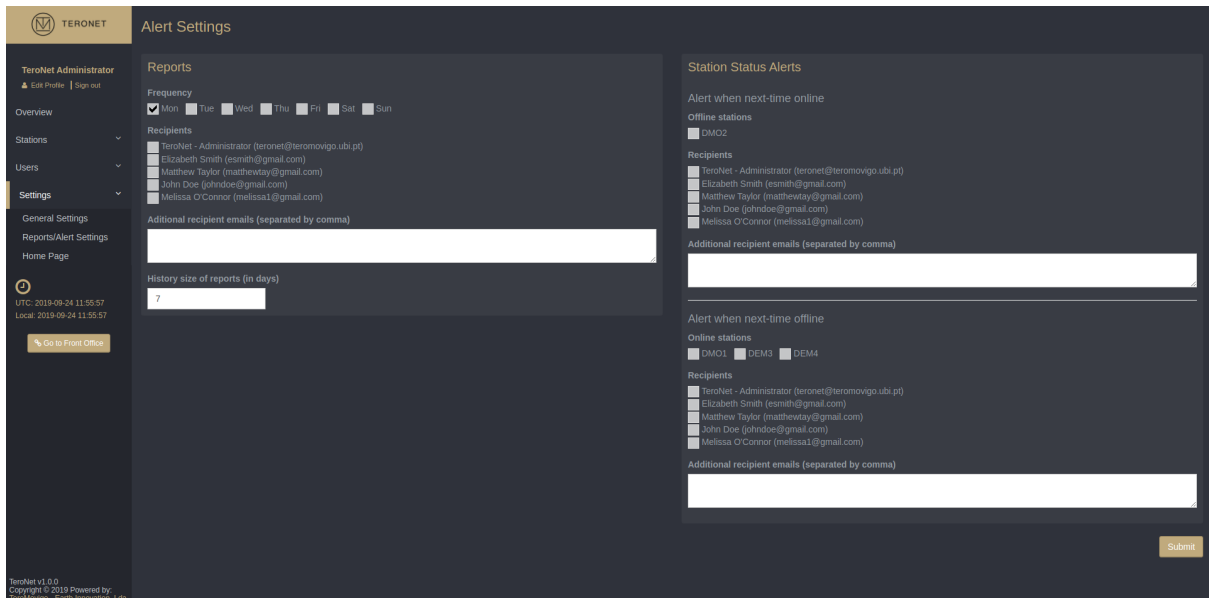 TERONET
TeroNet Administrator
Edit Profile | Sign out
Overview
Stations
Users
Settings
General Settings
Reports/Alert Settings
Home Page
UTC: 2019-09-24 11:55:57
Local: 2019-09-24 11:55:57
Go to Front Office
TeroNet v1.0.0
Copyright © 2019 Powered by:
TeroMovigo - Earth Innovation, Lda
Alert Settings
Reports
Frequency
Mon Tue Wed Thu Fri Sat Sun
Recipients
TeroNet - Administrator (teronet@teromovigo.ubi.pt)
Elizabeth Smith (esmith@gmail.com)
Matthew Taylor (matthewtay@gmail.com)
John Doe (johndoe@gmail.com)
Melissa O'Connor (melissa1@gmail.com)
Aditional recipient emails (separated by comma)
History size of reports (in days)
7
Station Status Alerts
Alert when next-time online
Offline stations
DMO2
Recipients
TeroNet - Administrator (teronet@teromovigo.ubi.pt)
Elizabeth Smith (esmith@gmail.com)
Matthew Taylor (matthewtay@gmail.com)
John Doe (johndoe@gmail.com)
Melissa O'Connor (melissa1@gmail.com)
Additional recipient emails (separated by comma)
Alert when next-time offline
Online stations
DMO1 DEM3 DEM4
Recipients
TeroNet - Administrator (teronet@teromovigo.ubi.pt)
Elizabeth Smith (esmith@gmail.com)
Matthew Taylor (matthewtay@gmail.com)
John Doe (johndoe@gmail.com)
Melissa O'Connor (melissa1@gmail.com)
Additional recipient emails (separated by comma)
Submit